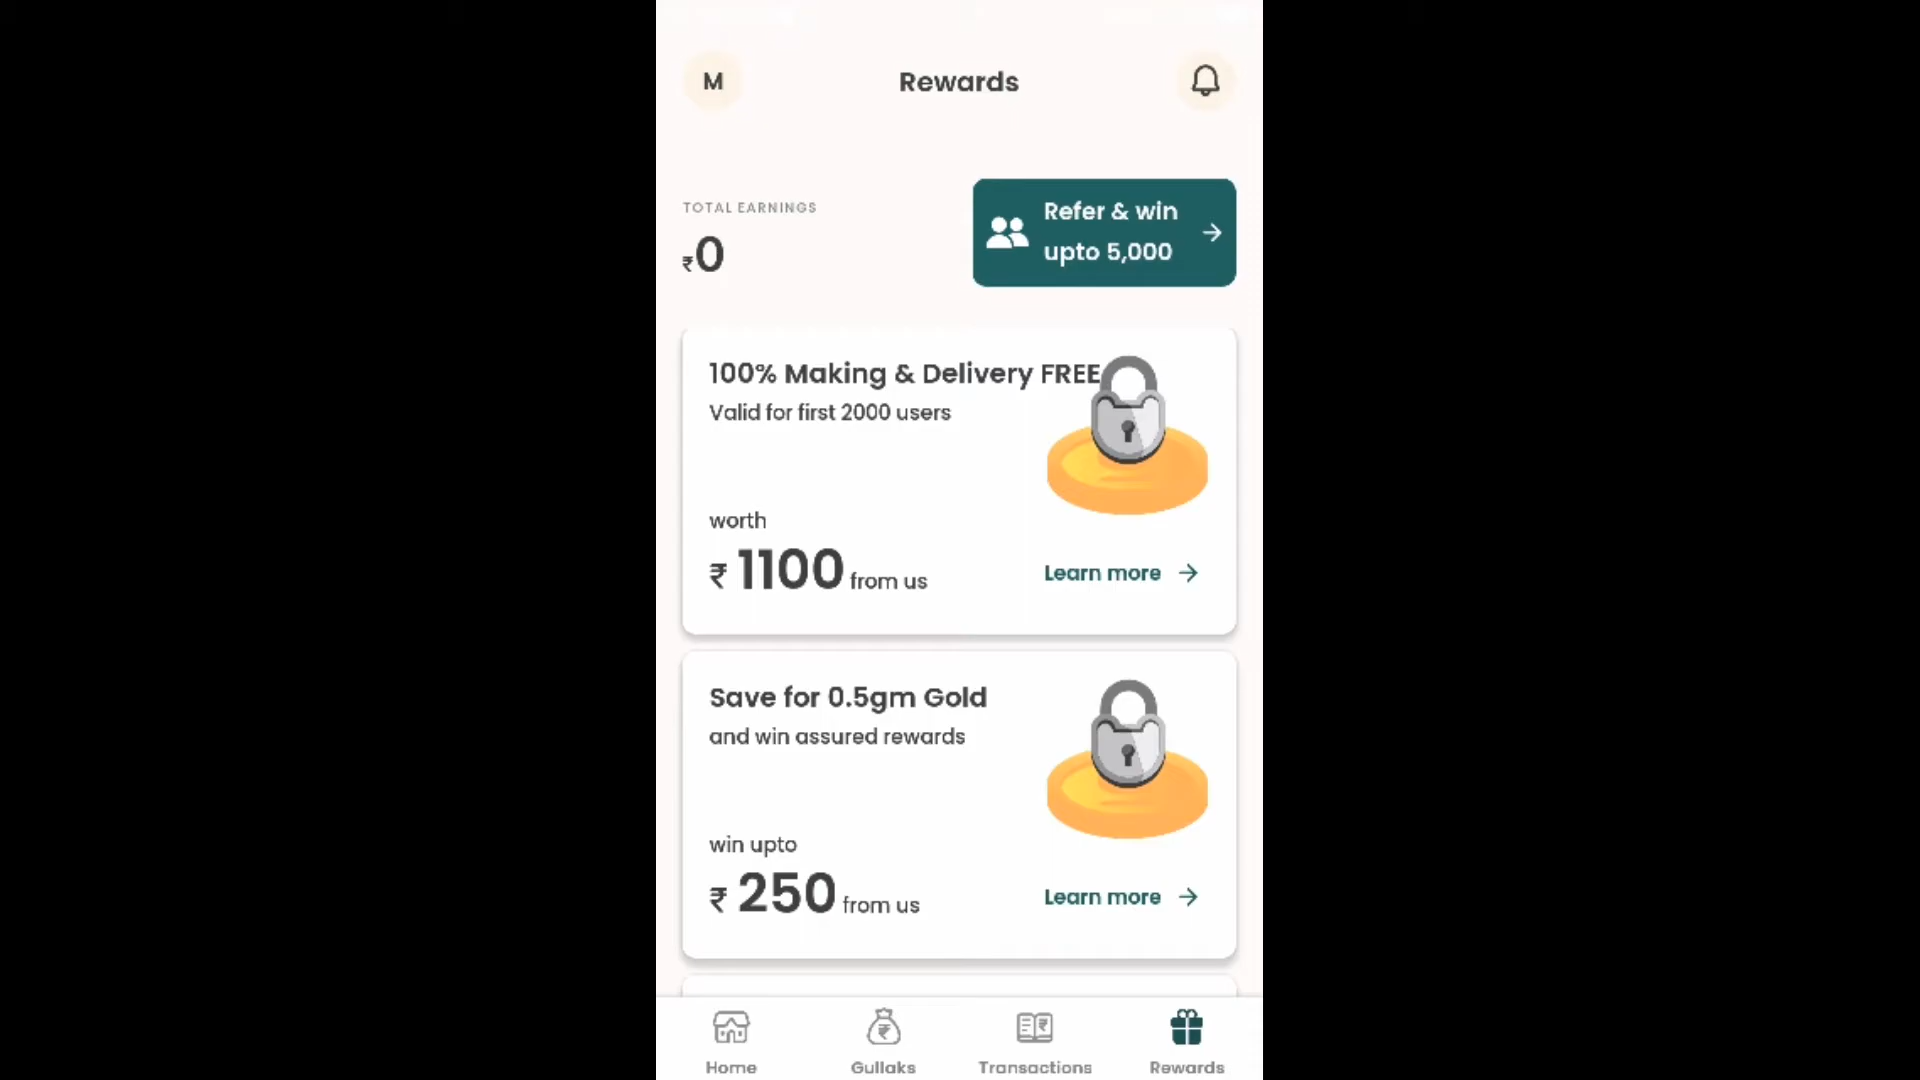 M
Rewards
TOTAL EARNINGS
₹0
Refer & win
upto 5,000
100% Making & Delivery FREE
Valid for first 2000 users
worth
₹ 1100 from us
Learn more
Save for 0.5gm Gold
and win assured rewards
win upto
₹ 250 from us
Learn more
Home
Gullaks
Transactions
Rewards